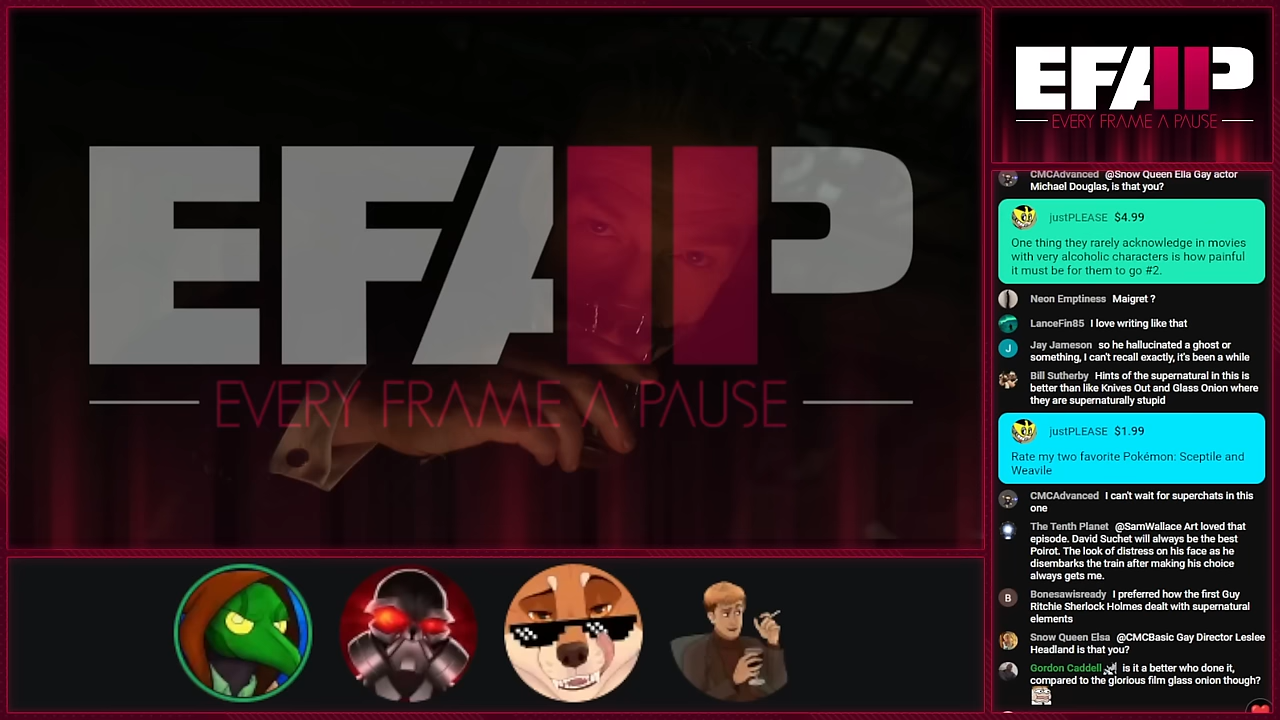 EFAP
EVERY FRAME A PAUSE
EFAP
EVERY FRAME A PAUSE
CMCAdvanced @Snow Queen Ella Gay actor
Michael Douglas, is that you?
justPLEASE $4.99
One thing they rarely acknowledge in movies
with very alcoholic characters is how painful
it must be for them to go #2.
Neon Emptiness Maigret ?
LanceFin85 I love writing like that
J
Jay Jameson so he hallucinated a ghost or
something, I can't recall exactly, it's been a while
Bill Sutherby Hints of the supernatural in this is
better than like Knives Out and Glass Onion where
they are supernaturally stupid
justPLEASE $1.99
Rate my two favorite Pokémon: Sceptile and
Weavile
CMCAdvanced I can't wait for superchats in this
one
The Tenth Planet @SamWallace Art loved that
episode. David Suchet will always be the best
Poirot. The look of distress on his face as he
disembarks the train after making his choice
always gets me.
B
Bonesawisready I preferred how the first Guy
Ritchie Sherlock Holmes dealt with supernatural
elements
Snow Queen Elsa @CMCBasic Gay Director Leslee
Headland is that you?
Gordon Caddell is it a better who done it,
compared to the glorious film glass onion though?